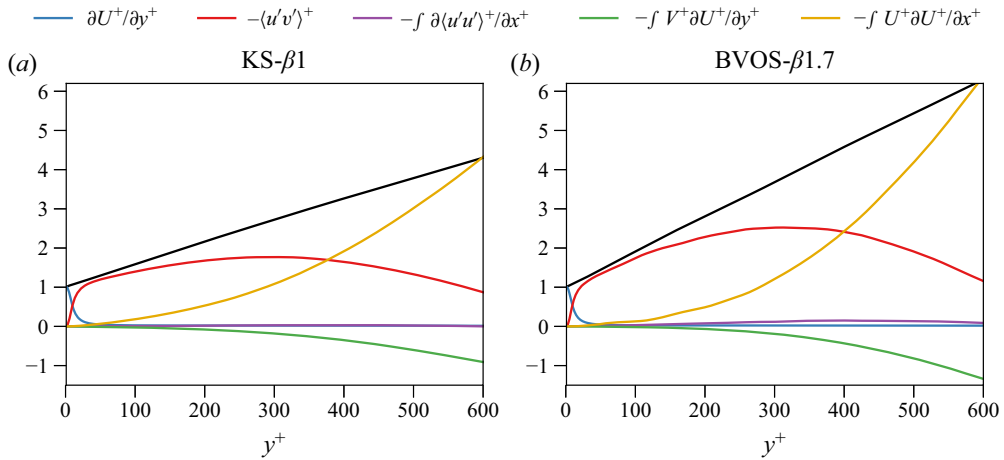 ∂U⁺/∂y⁺ −⟨u′v′⟩⁺ −∫ ∂⟨u′u′⟩⁺/∂x⁺ −∫ V⁺∂U⁺/∂y⁺ −∫ U⁺∂U⁺/∂x⁺
(a) KS-β1 (b) BVOS-β1.7
6 6
5 5
4 4
3 3
2 2
1 1
0 0
−1 −1
0 100 200 300 400 500 600 0 100 200 300 400 500 600
y⁺ y⁺